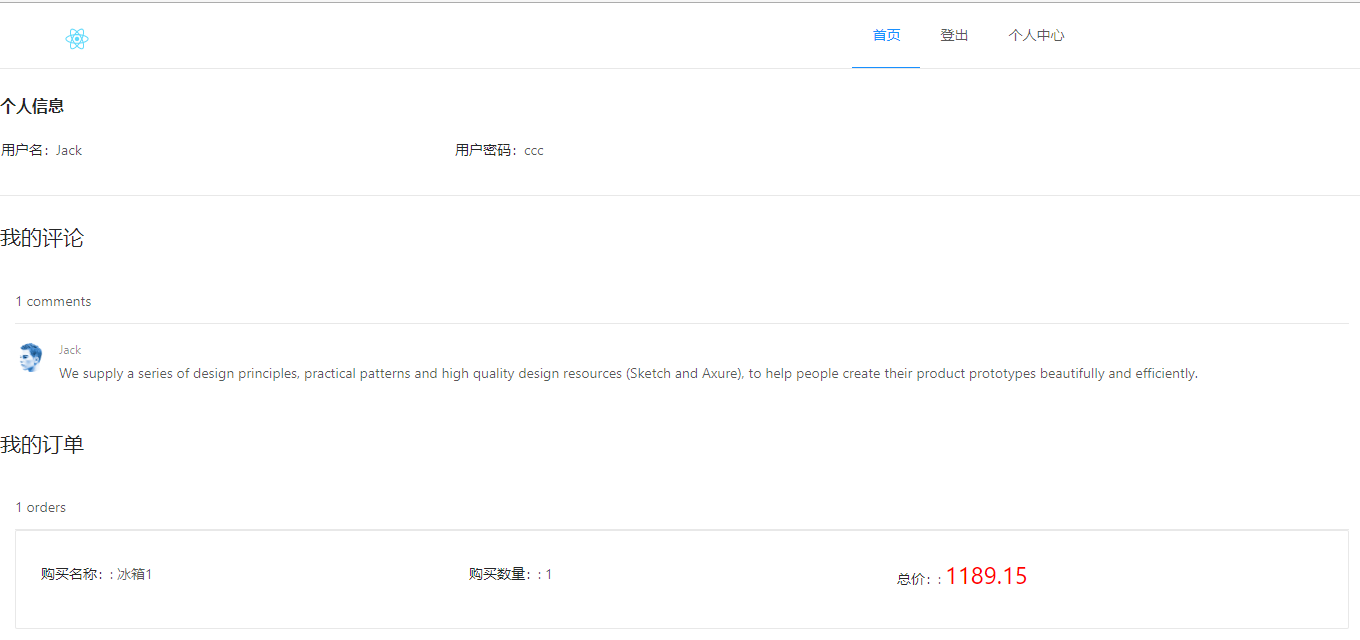 首页 登出 个人中心
个人信息
用户名：Jack 用户密码：ccc
我的评论
1 comments
Jack
We supply a series of design principles, practical patterns and high quality design resources (Sketch and Axure), to help people create their product prototypes beautifully and efficiently.
我的订单
1 orders
购买名称：: 冰箱1 购买数量：: 1 总价：: 1189.15